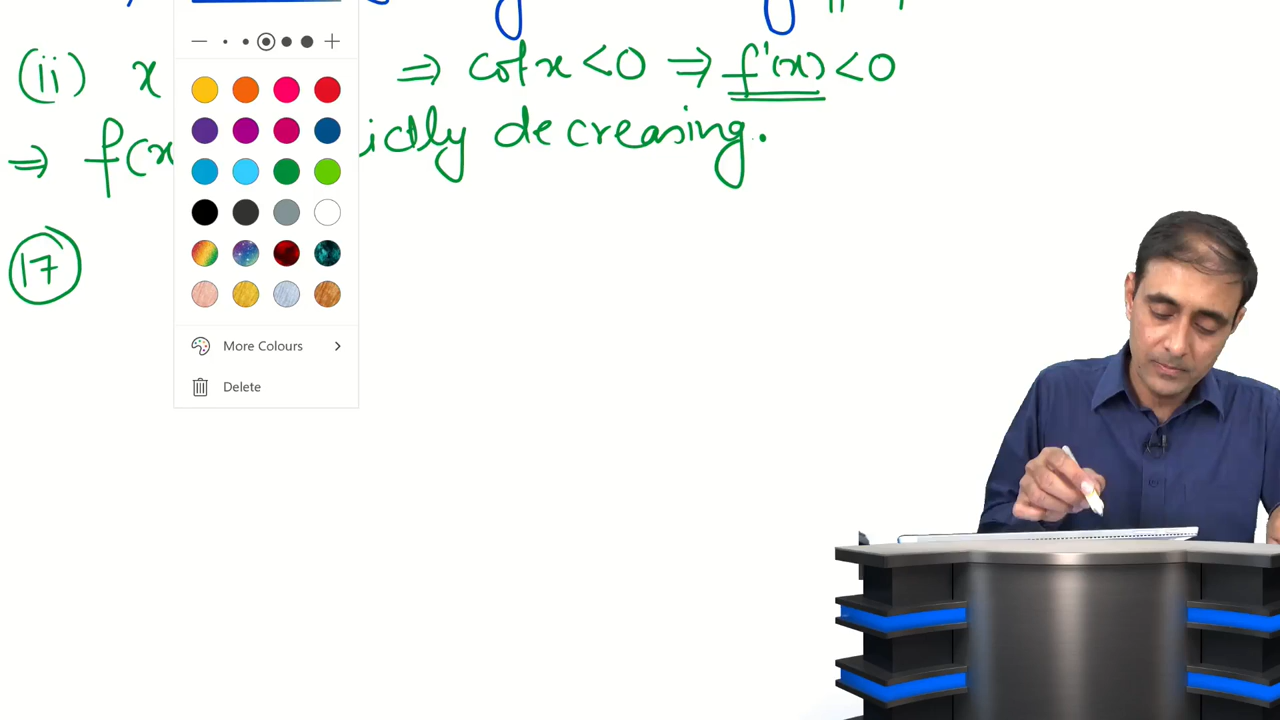 (ii) x ⇒ cot x < 0 ⇒ f'(x) < 0
⇒ f(x ictly decreasing.
17
More Colours
Delete